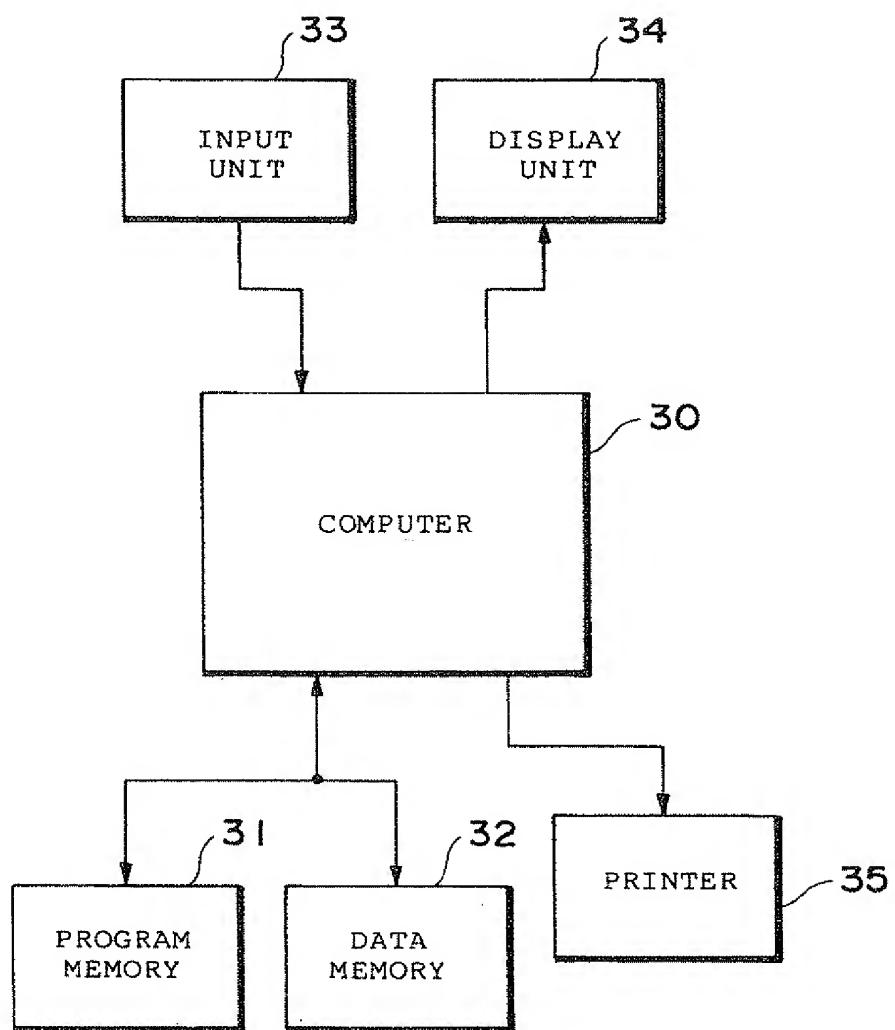 33
34
INPUT
UNIT
DISPLAY
UNIT
30
COMPUTER
31
32
PROGRAM
MEMORY
DATA
MEMORY
PRINTER
35